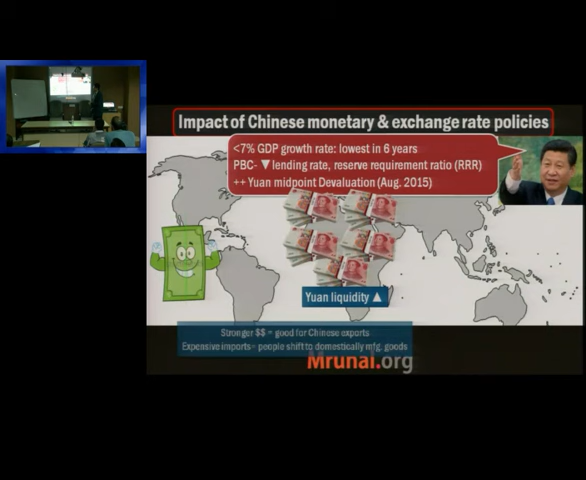 Impact of Chinese monetary & exchange rate policies
<7% GDP growth rate: lowest in 6 years
PBC- ▼ lending rate, reserve requirement ratio (RRR)
++ Yuan midpoint Devaluation (Aug. 2015)
Yuan liquidity ▲
Stronger $$ = good for Chinese exports
Expensive imports- people shift to domestically mfg. goods
Mrunal.org